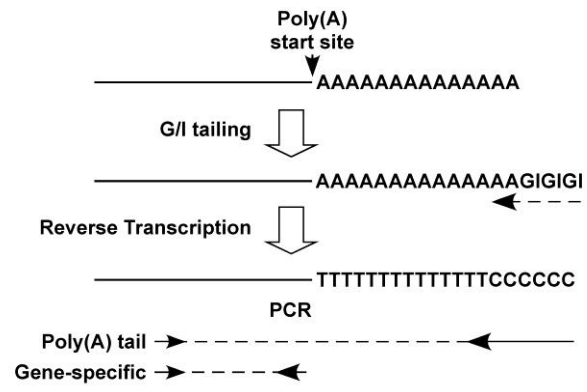 Poly(A)
start site
AAAAAAAAAAAAAA
G/I tailing
AAAAAAAAAAAAAAGIGIGI
Reverse Transcription
TTTTTTTTTTTTTTCCCCCC
PCR
Poly(A) tail
Gene-specific